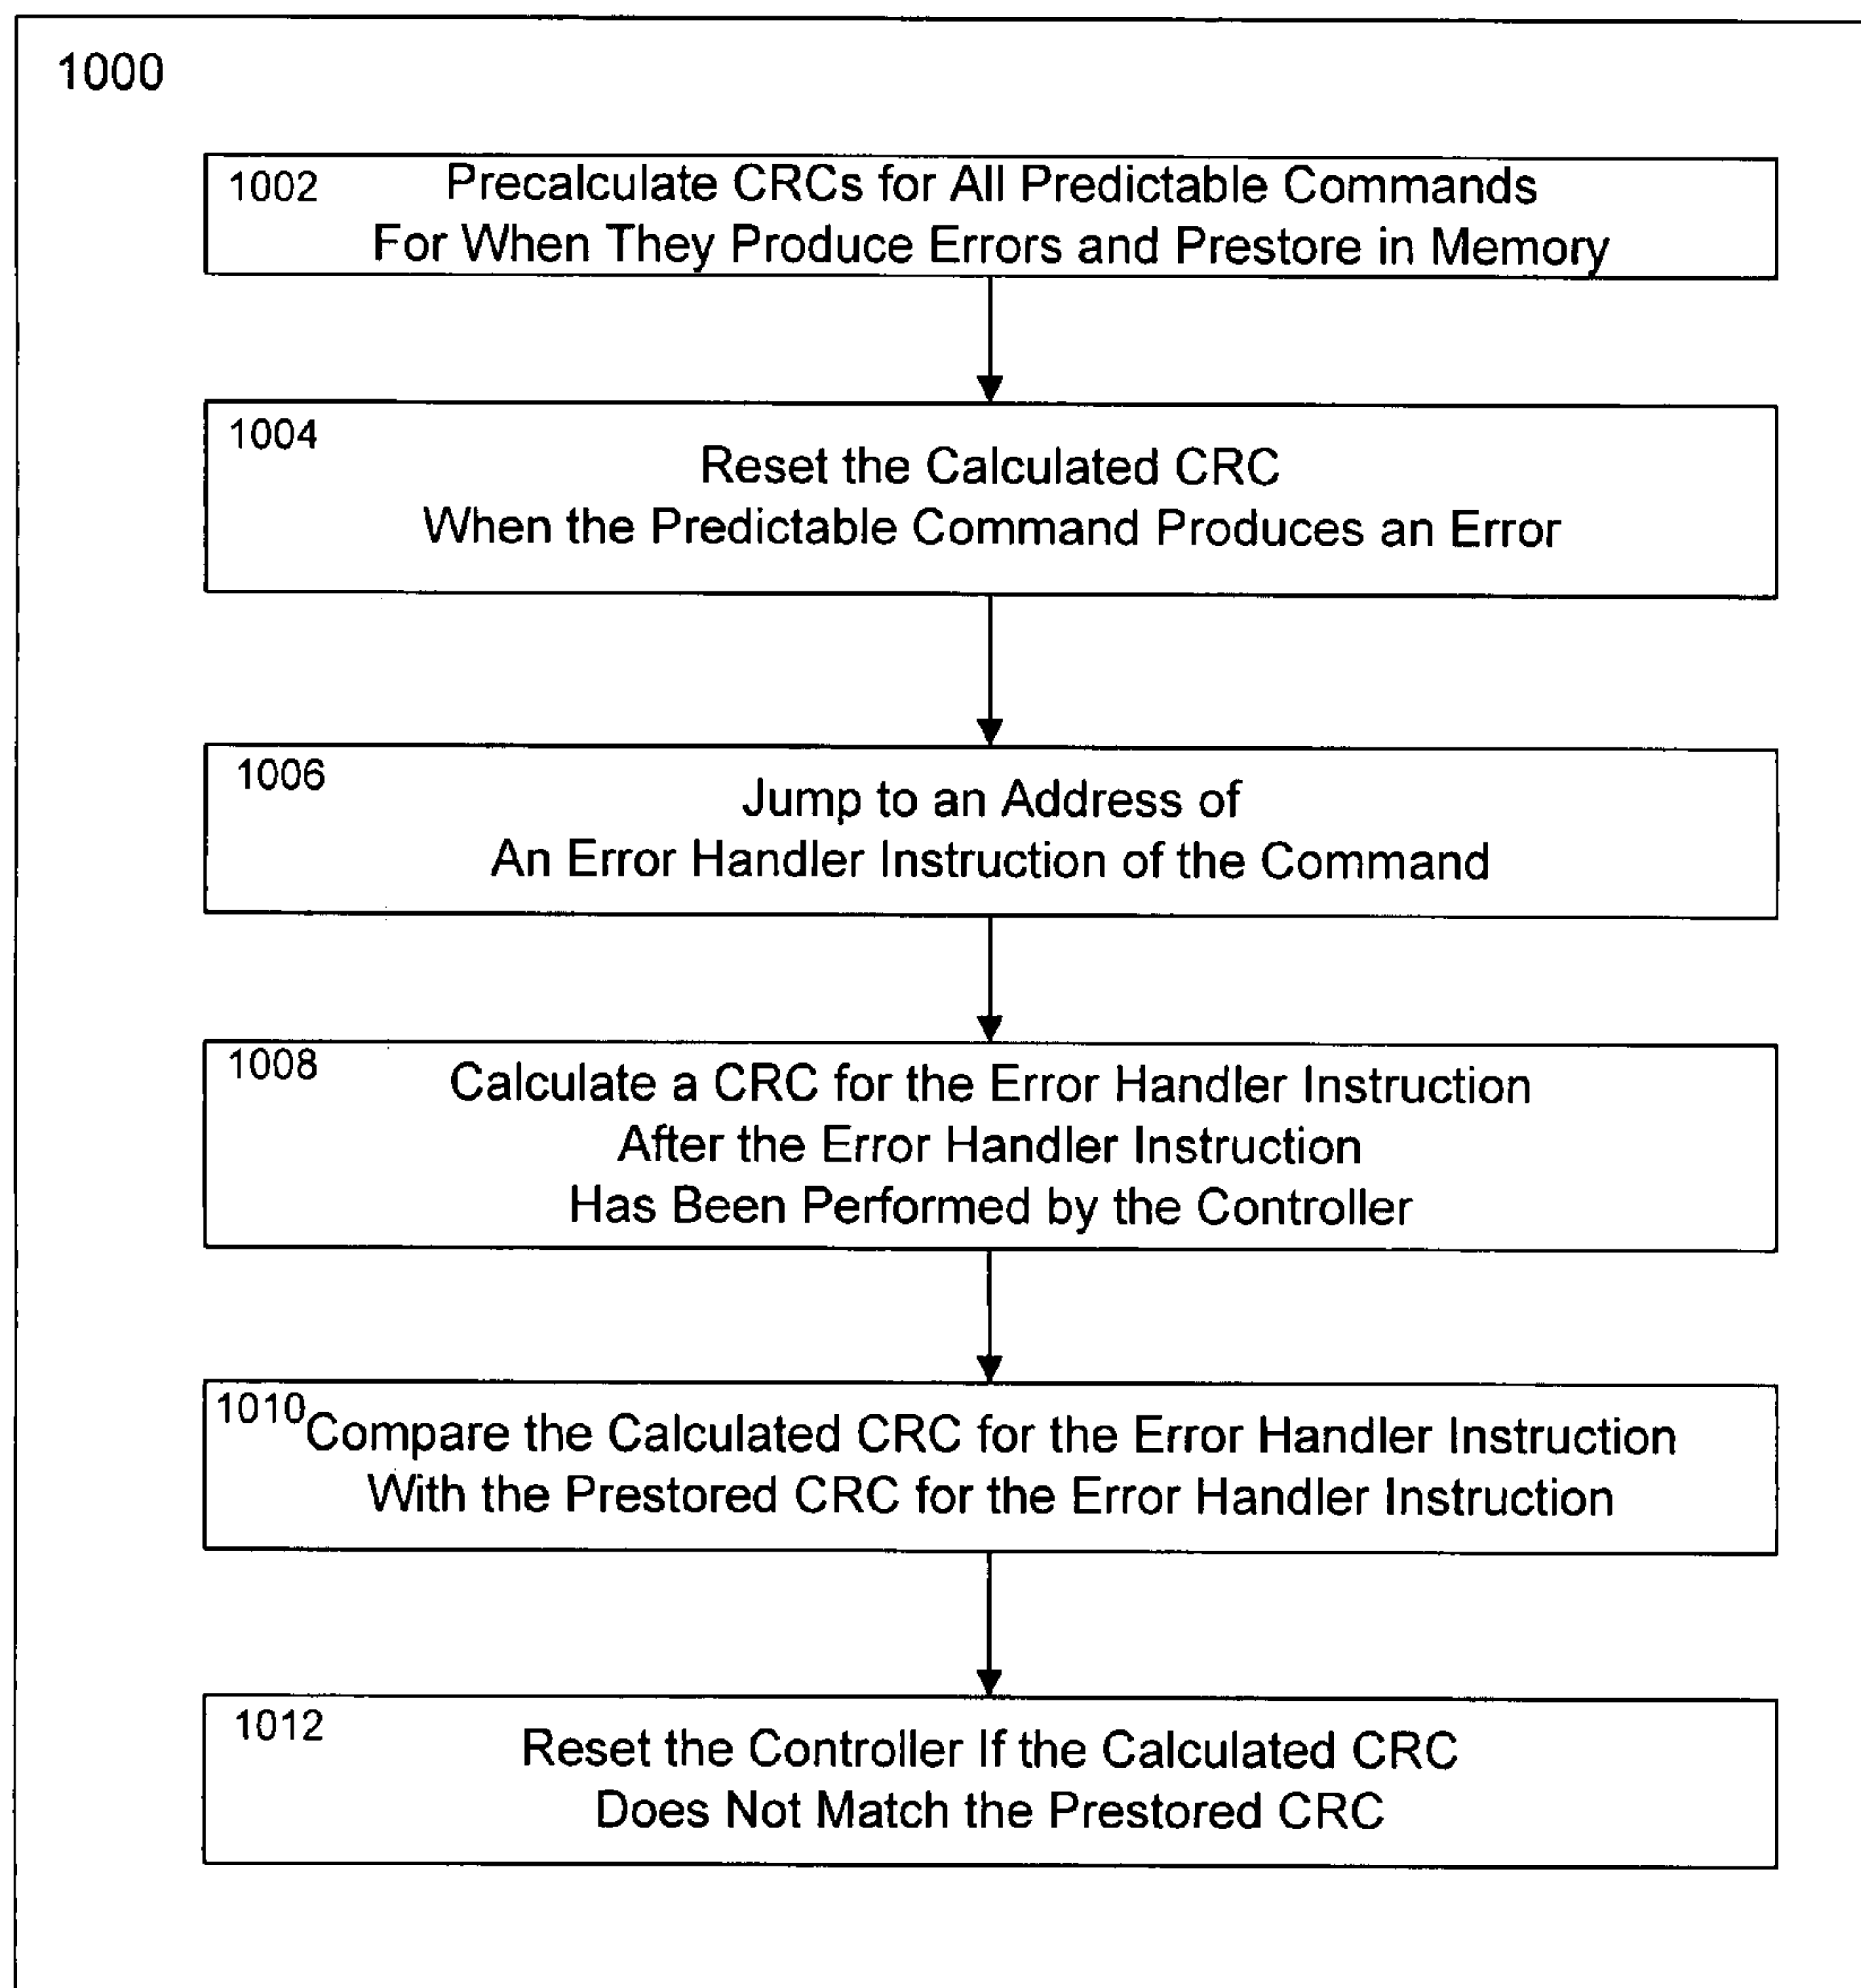 1000
1002 Precalculate CRCs for All Predictable Commands
For When They Produce Errors and Prestore in Memory
1004
Reset the Calculated CRC
When the Predictable Command Produces an Error
1006
Jump to an Address of
An Error Handler Instruction of the Command
1008
Calculate a CRC for the Error Handler Instruction
After the Error Handler Instruction
Has Been Performed by the Controller
1010
Compare the Calculated CRC for the Error Handler Instruction
With the Prestored CRC for the Error Handler Instruction
1012
Reset the Controller If the Calculated CRC
Does Not Match the Prestored CRC